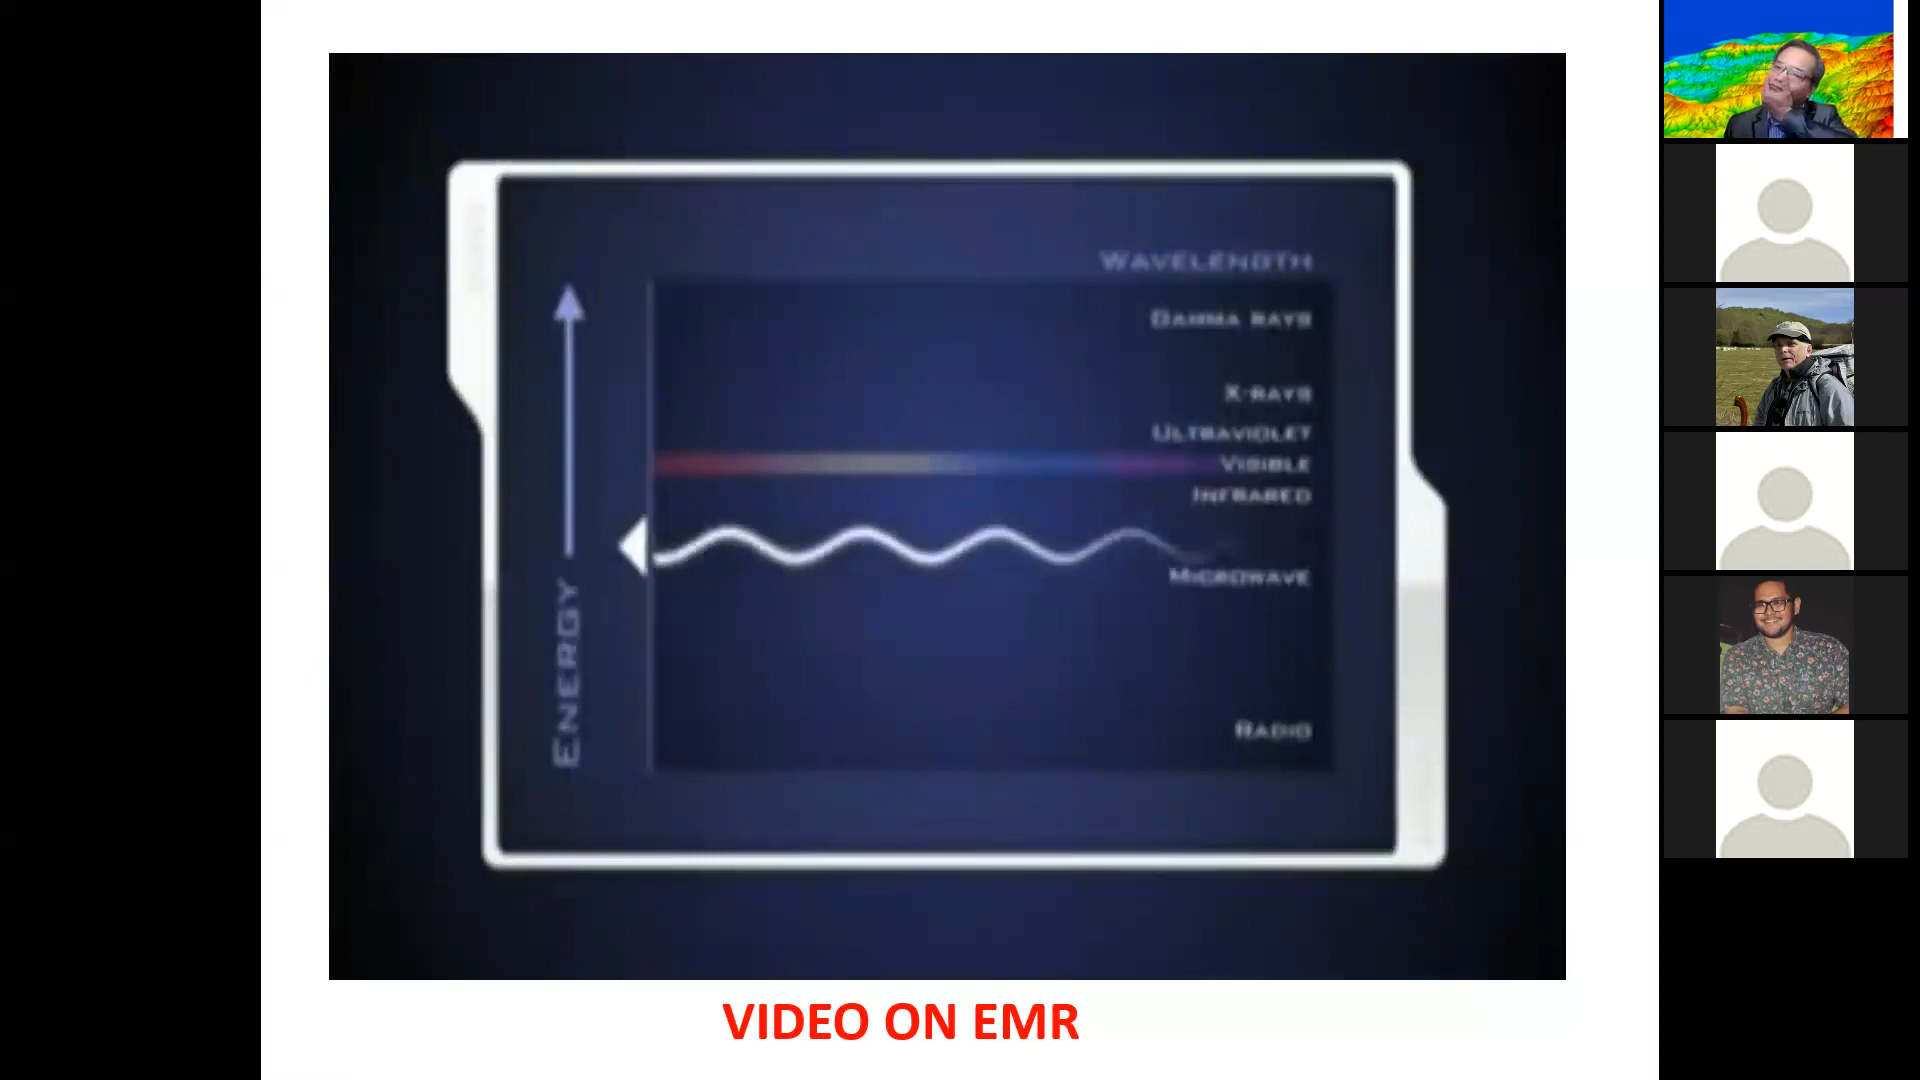 WAVELENGTH
GAMMA RAYS
X-RAYS
ULTRAVIOLET
VISIBLE
INFRARED
MICROWAVE
RADIO
ENERGY
VIDEO ON EMR